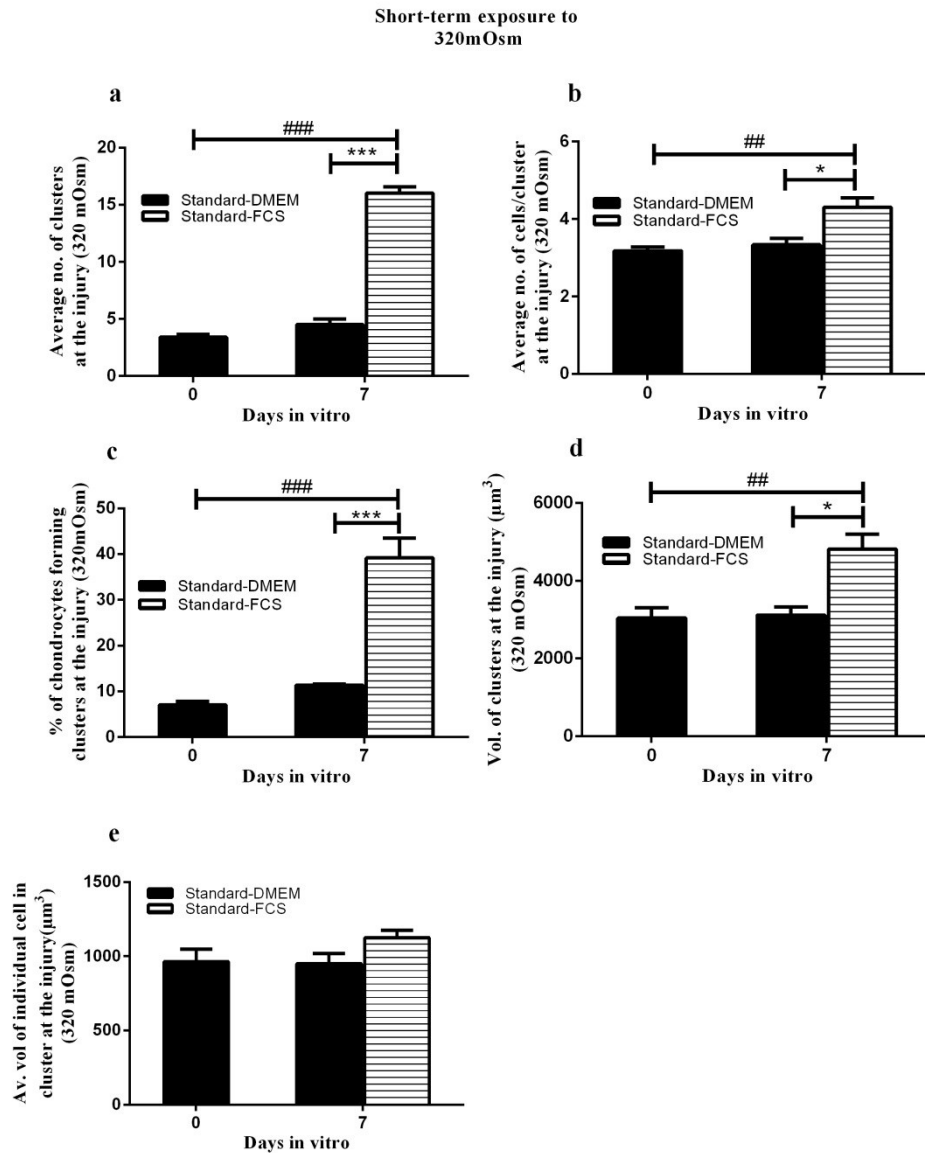 Short-term exposure to
320mOsm
a
###
***
20
15
10
5
0
Standard-DMEM
Standard-FCS
Average no. of clusters
at the injury (320 mOsm)
0
7
Days in vitro
b
##
*
6
4
2
0
Standard-DMEM
Standard-FCS
Average no. of cells/cluster
at the injury (320 mOsm)
0
7
Days in vitro
c
###
***
50
40
30
20
10
0
Standard-DMEM
Standard-FCS
% of chondrocytes forming
clusters at the injury (320mOsm)
0
7
Days in vitro
d
##
*
6000
4000
2000
0
Standard-DMEM
Standard-FCS
Vol. of clusters at the injury (µm³)
(320 mOsm)
0
7
Days in vitro
e
1500
1000
500
0
Standard-DMEM
Standard-FCS
Av. vol of individual cell in
cluster at the injury(µm³)
(320 mOsm)
0
7
Days in vitro